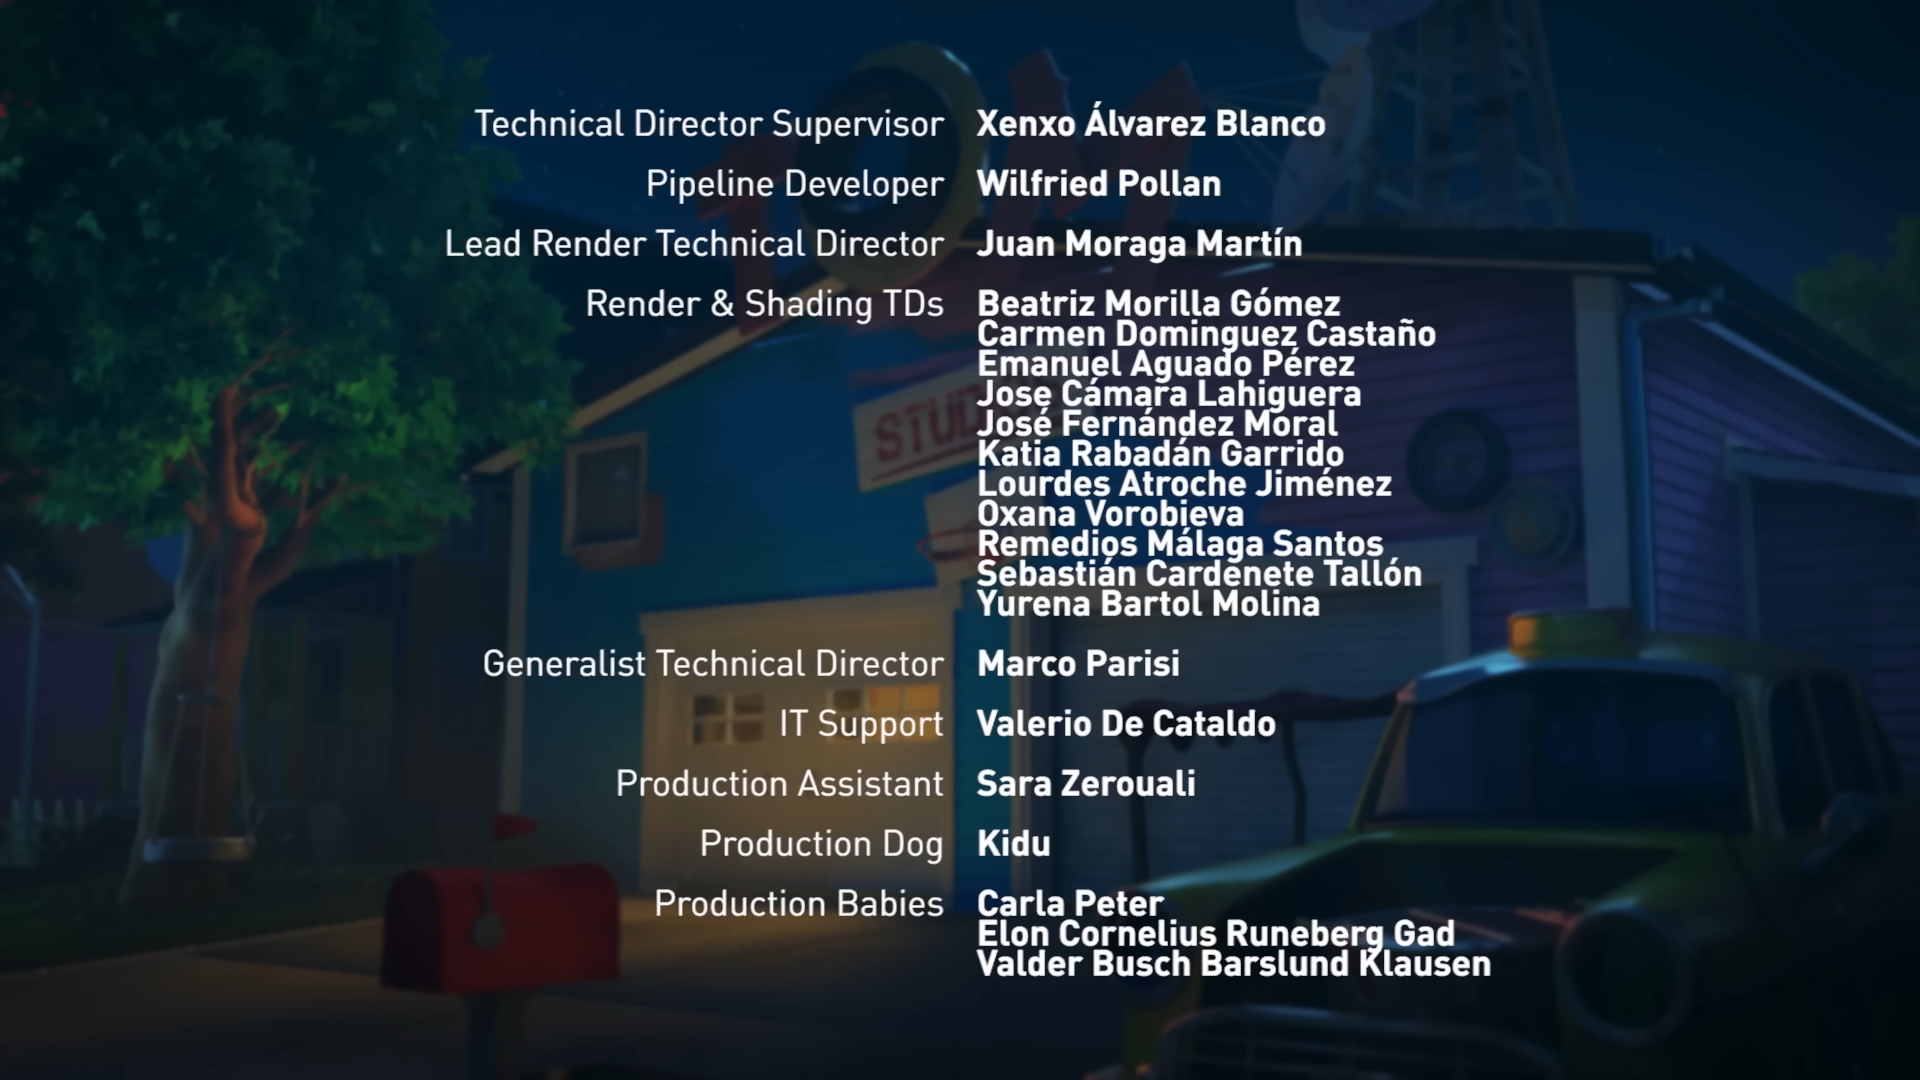 Technical Director Supervisor Xenxo Álvarez Blanco
Pipeline Developer Wilfried Pollan
Lead Render Technical Director Juan Moraga Martín
Render & Shading TDs Beatriz Morilla Gómez
Carmen Dominguez Castaño
Emanuel Aguado Pérez
Jose Cámara Lahiguera
José Fernández Moral
Katia Rabadán Garrido
Lourdes Atroche Jiménez
Oxana Vorobieva
Remedios Málaga Santos
Sebastián Cardenete Tallón
Yurena Bartol Molina
Generalist Technical Director Marco Parisi
IT Support Valerio De Cataldo
Production Assistant Sara Zerouali
Production Dog Kidu
Production Babies Carla Peter
Elon Cornelius Runeberg Gad
Valder Busch Barslund Klausen